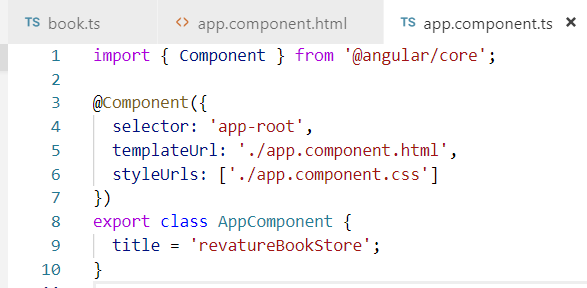 TS book.ts <> app.component.html TS app.component.ts ×
1 import { Component } from '@angular/core';
2
3 @Component({
4 selector: 'app-root',
5 templateUrl: './app.component.html',
6 styleUrls: ['./app.component.css']
7 })
8 export class AppComponent {
9 title = 'revatureBookStore';
10 }